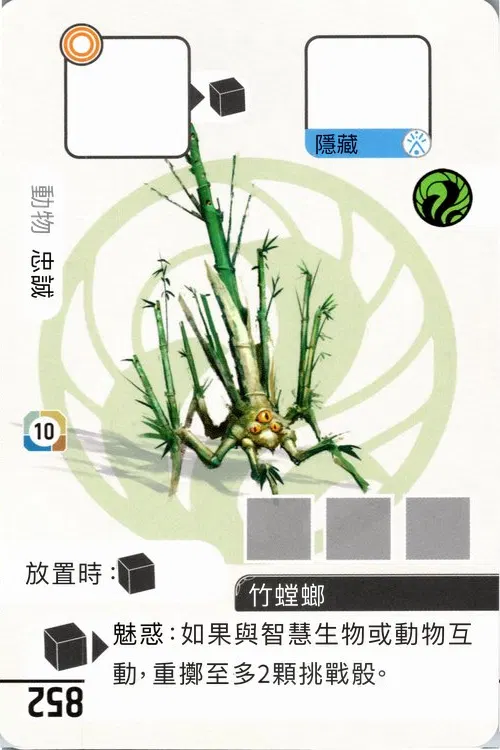 隱藏
動物 忠誠
10
放置時：
竹螳螂
魅惑：如果與智慧生物或動物互
動，重擲至多2顆挑戰骰。
852